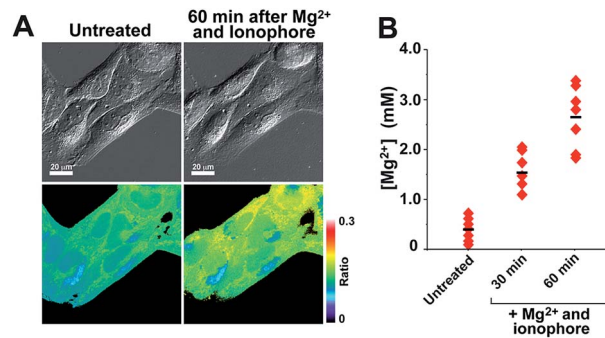 A
Untreated
60 min after Mg2+
and Ionophore
20 μm
20 μm
0.3
Ratio
0
B
[Mg2+] (mM)
4.0
3.0
2.0
1.0
0
Untreated
30 min
60 min
+ Mg2+ and
ionophore